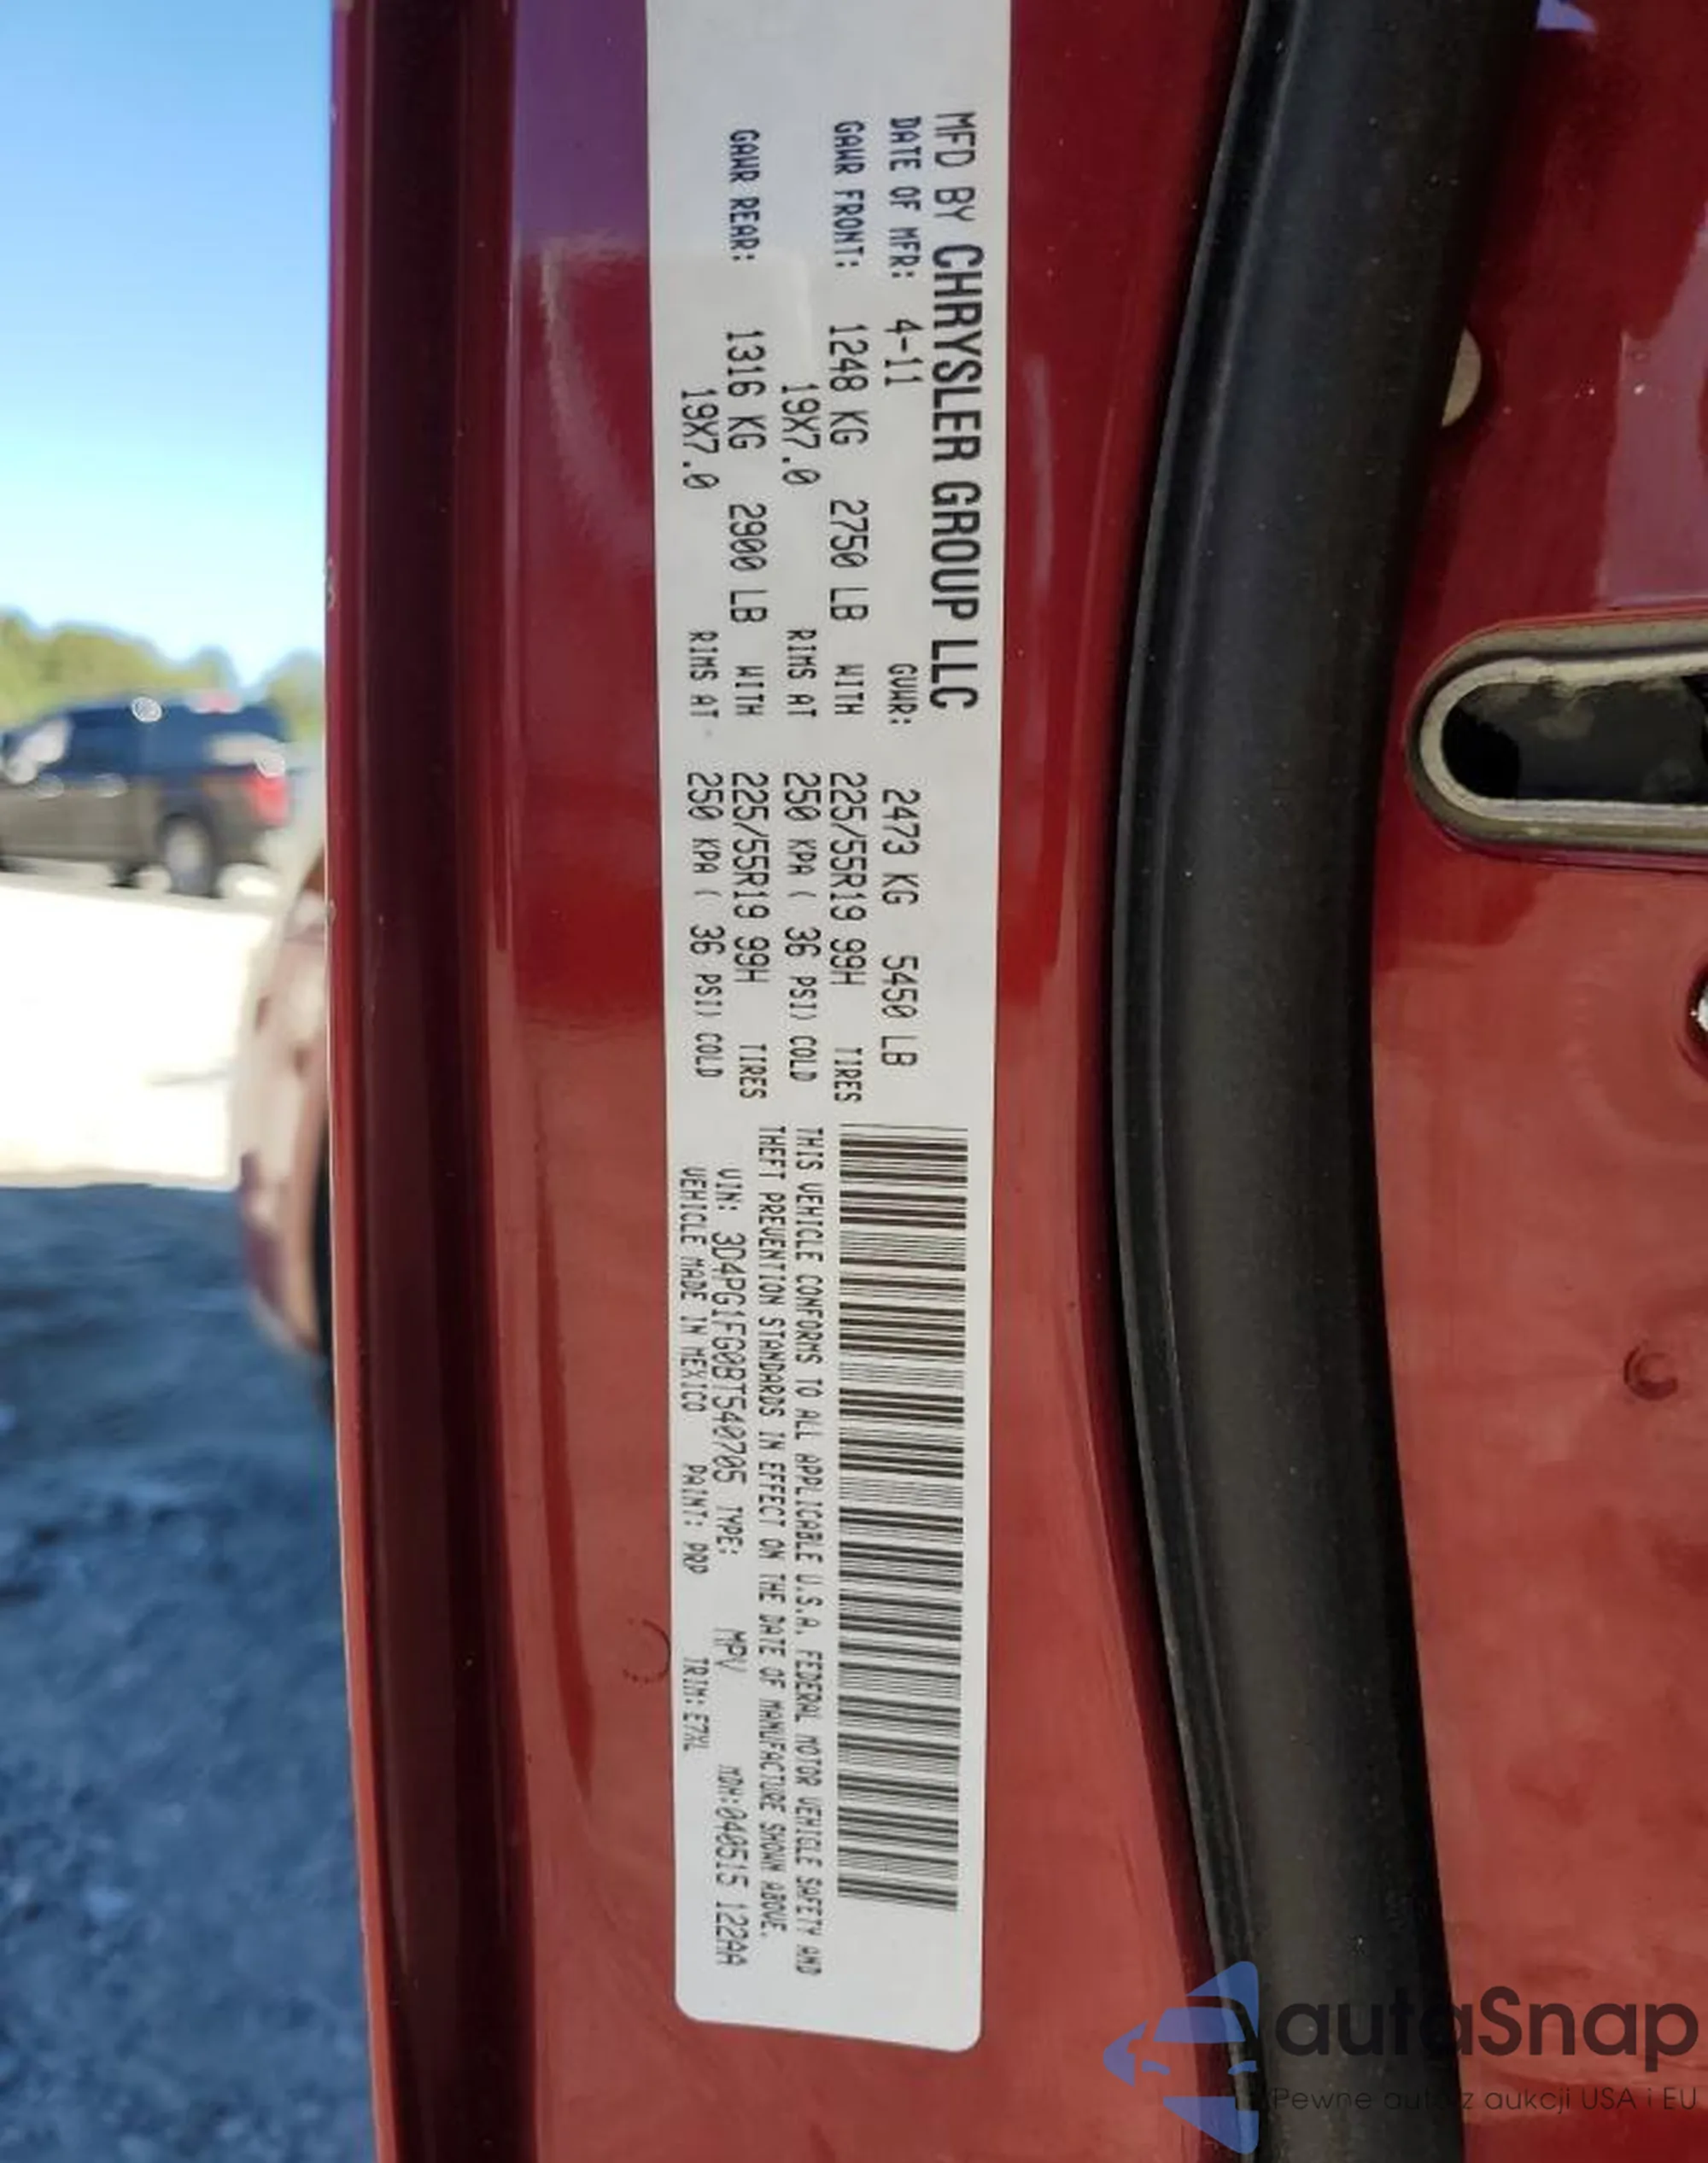 MFD BY CHRYSLER GROUP LLC
DATE OF MFR: 4-11 GVWR: 2473 KG 5450 LB
GAWR FRONT: 1248 KG 2750 LB WITH 225/55R19 99H TIRES
19X7.0 RIMS AT 250 KPA ( 36 PSI) COLD
GAWR REAR: 1316 KG 2900 LB WITH 225/55R19 99H TIRES
19X7.0 RIMS AT 250 KPA ( 36 PSI) COLD
THIS VEHICLE CONFORMS TO ALL APPLICABLE U.S.A. FEDERAL MOTOR VEHICLE SAFETY AND
THEFT PREVENTION STANDARDS IN EFFECT ON THE DATE OF MANUFACTURE SHOWN ABOVE.
VIN: 3D4PG1FG0BT540705 TYPE: MPV MDH:040515 122AA
VEHICLE MADE IN MEXICO PAINT: PRP TRIM: E7XL
autaSnap
Pewne auto z aukcji USA i EU